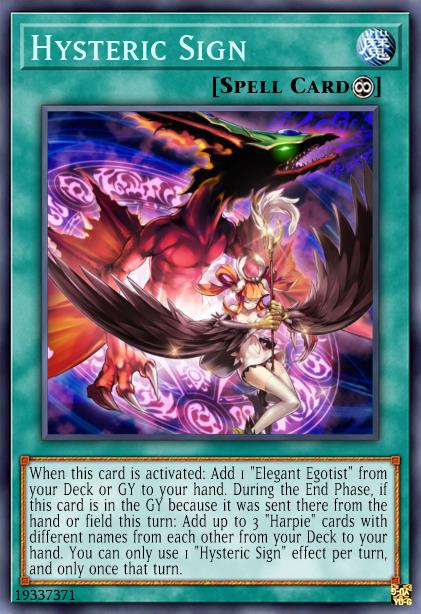 Hysteric Sign
魔
[Spell Card]
When this card is activated: Add 1 "Elegant Egotist" from
your Deck or GY to your hand. During the End Phase, if
this card is in the GY because it was sent there from the
hand or field this turn: Add up to 3 "Harpie" cards with
different names from each other from your Deck to your
hand. You can only use 1 "Hysteric Sign" effect per turn,
and only once that turn.
19337371